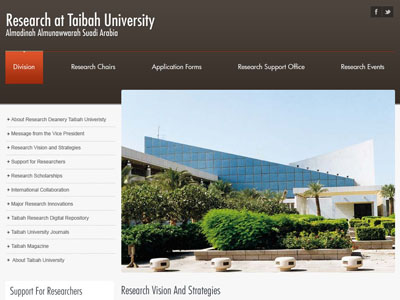 Research at Taibah University
Almadinah Almunawwarah Suadi Arabia
Division
Research Chairs
Application Forms
Research Support Office
Research Events
About Research Deanery Taibah Univeristy
Message from the Vice President
Research Vision and Strategies
Support for Researchers
Research Scholarships
International Collaboration
Major Research Innovations
Taibah Research Digital Repository
Taibah University Journals
Taibah Magazine
About Taibah University
Support For Researchers
Research Vision And Strategies